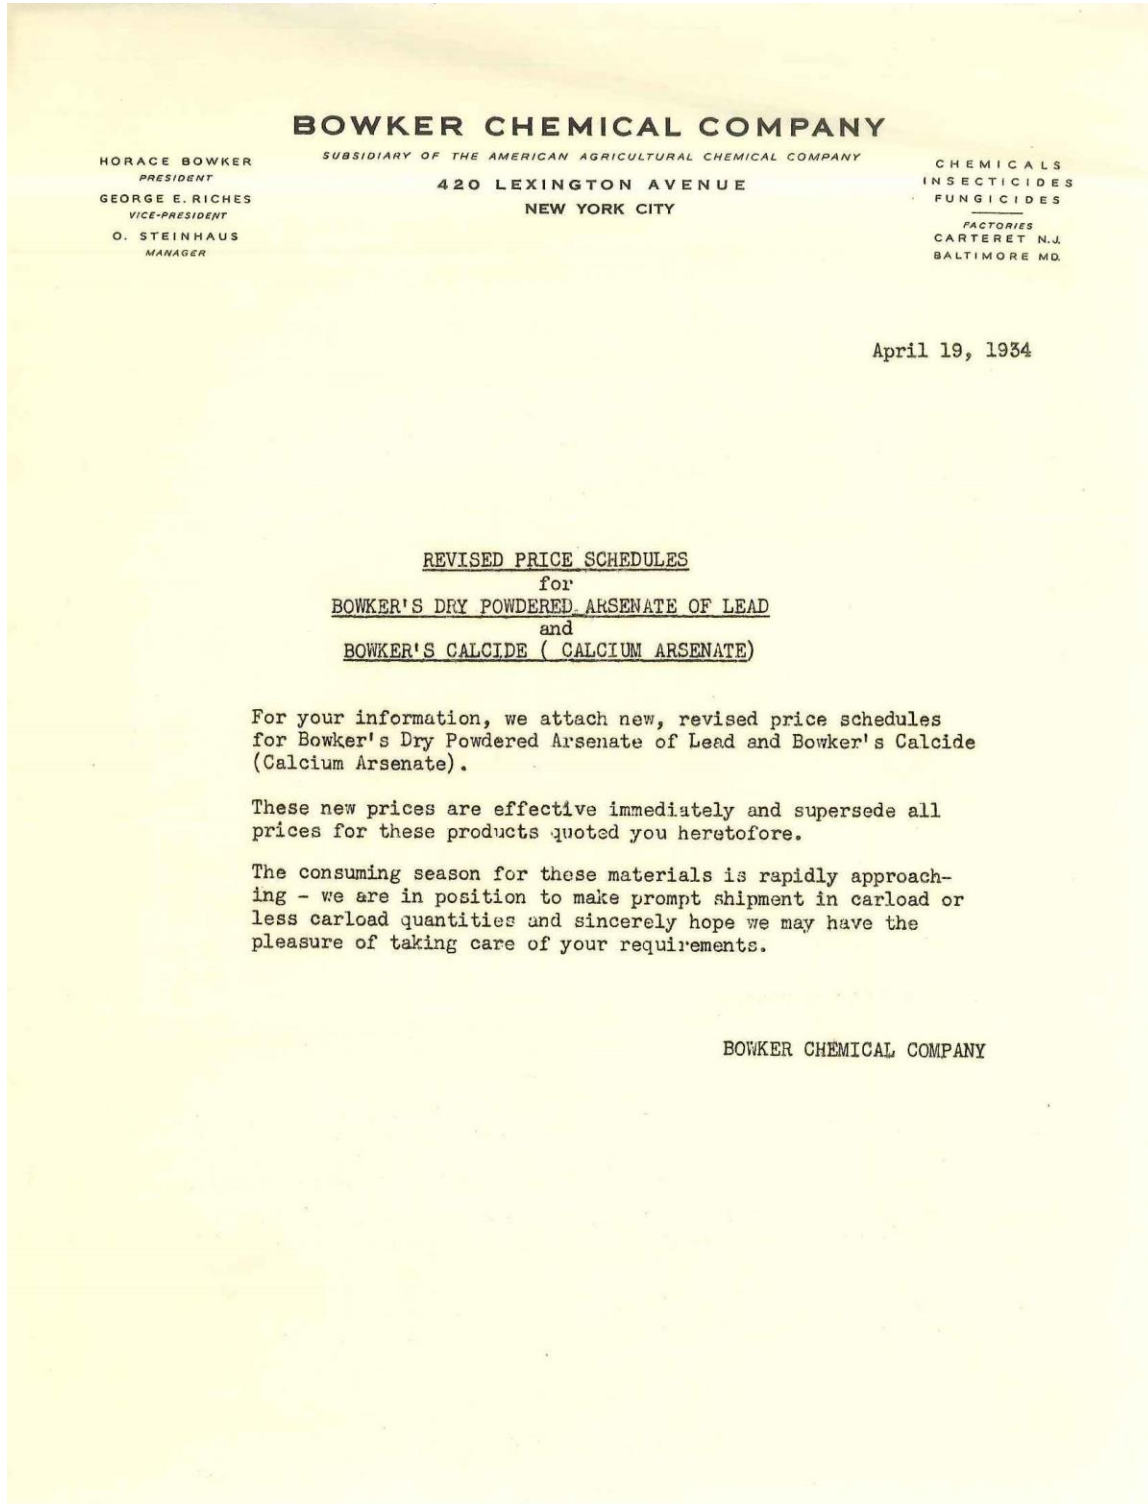 BOWKER CHEMICAL COMPANY
SUBSIDIARY OF THE AMERICAN AGRICULTURAL CHEMICAL COMPANY
420 LEXINGTON AVENUE
NEW YORK CITY
HORACE BOWKER
PRESIDENT
GEORGE E. RICHES
VICE-PRESIDENT
O. STEINHAUS
MANAGER
CHEMICALS
INSECTICIDES
FUNGICIDES
FACTORIES
CARTERET N.J.
BALTIMORE MD.
April 19, 1934
REVISED PRICE SCHEDULES
for
BOWKER'S DRY POWDERED ARSENATE OF LEAD
and
BOWKER'S CALCIDE ( CALCIUM ARSENATE)
For your information, we attach new, revised price schedules
for Bowker's Dry Powdered Arsenate of Lead and Bowker's Calcide
(Calcium Arsenate).
These new prices are effective immediately and supersede all
prices for these products quoted you heretofore.
The consuming season for these materials is rapidly approach-
ing - we are in position to make prompt shipment in carload or
less carload quantities and sincerely hope we may have the
pleasure of taking care of your requirements.
BOWKER CHEMICAL COMPANY